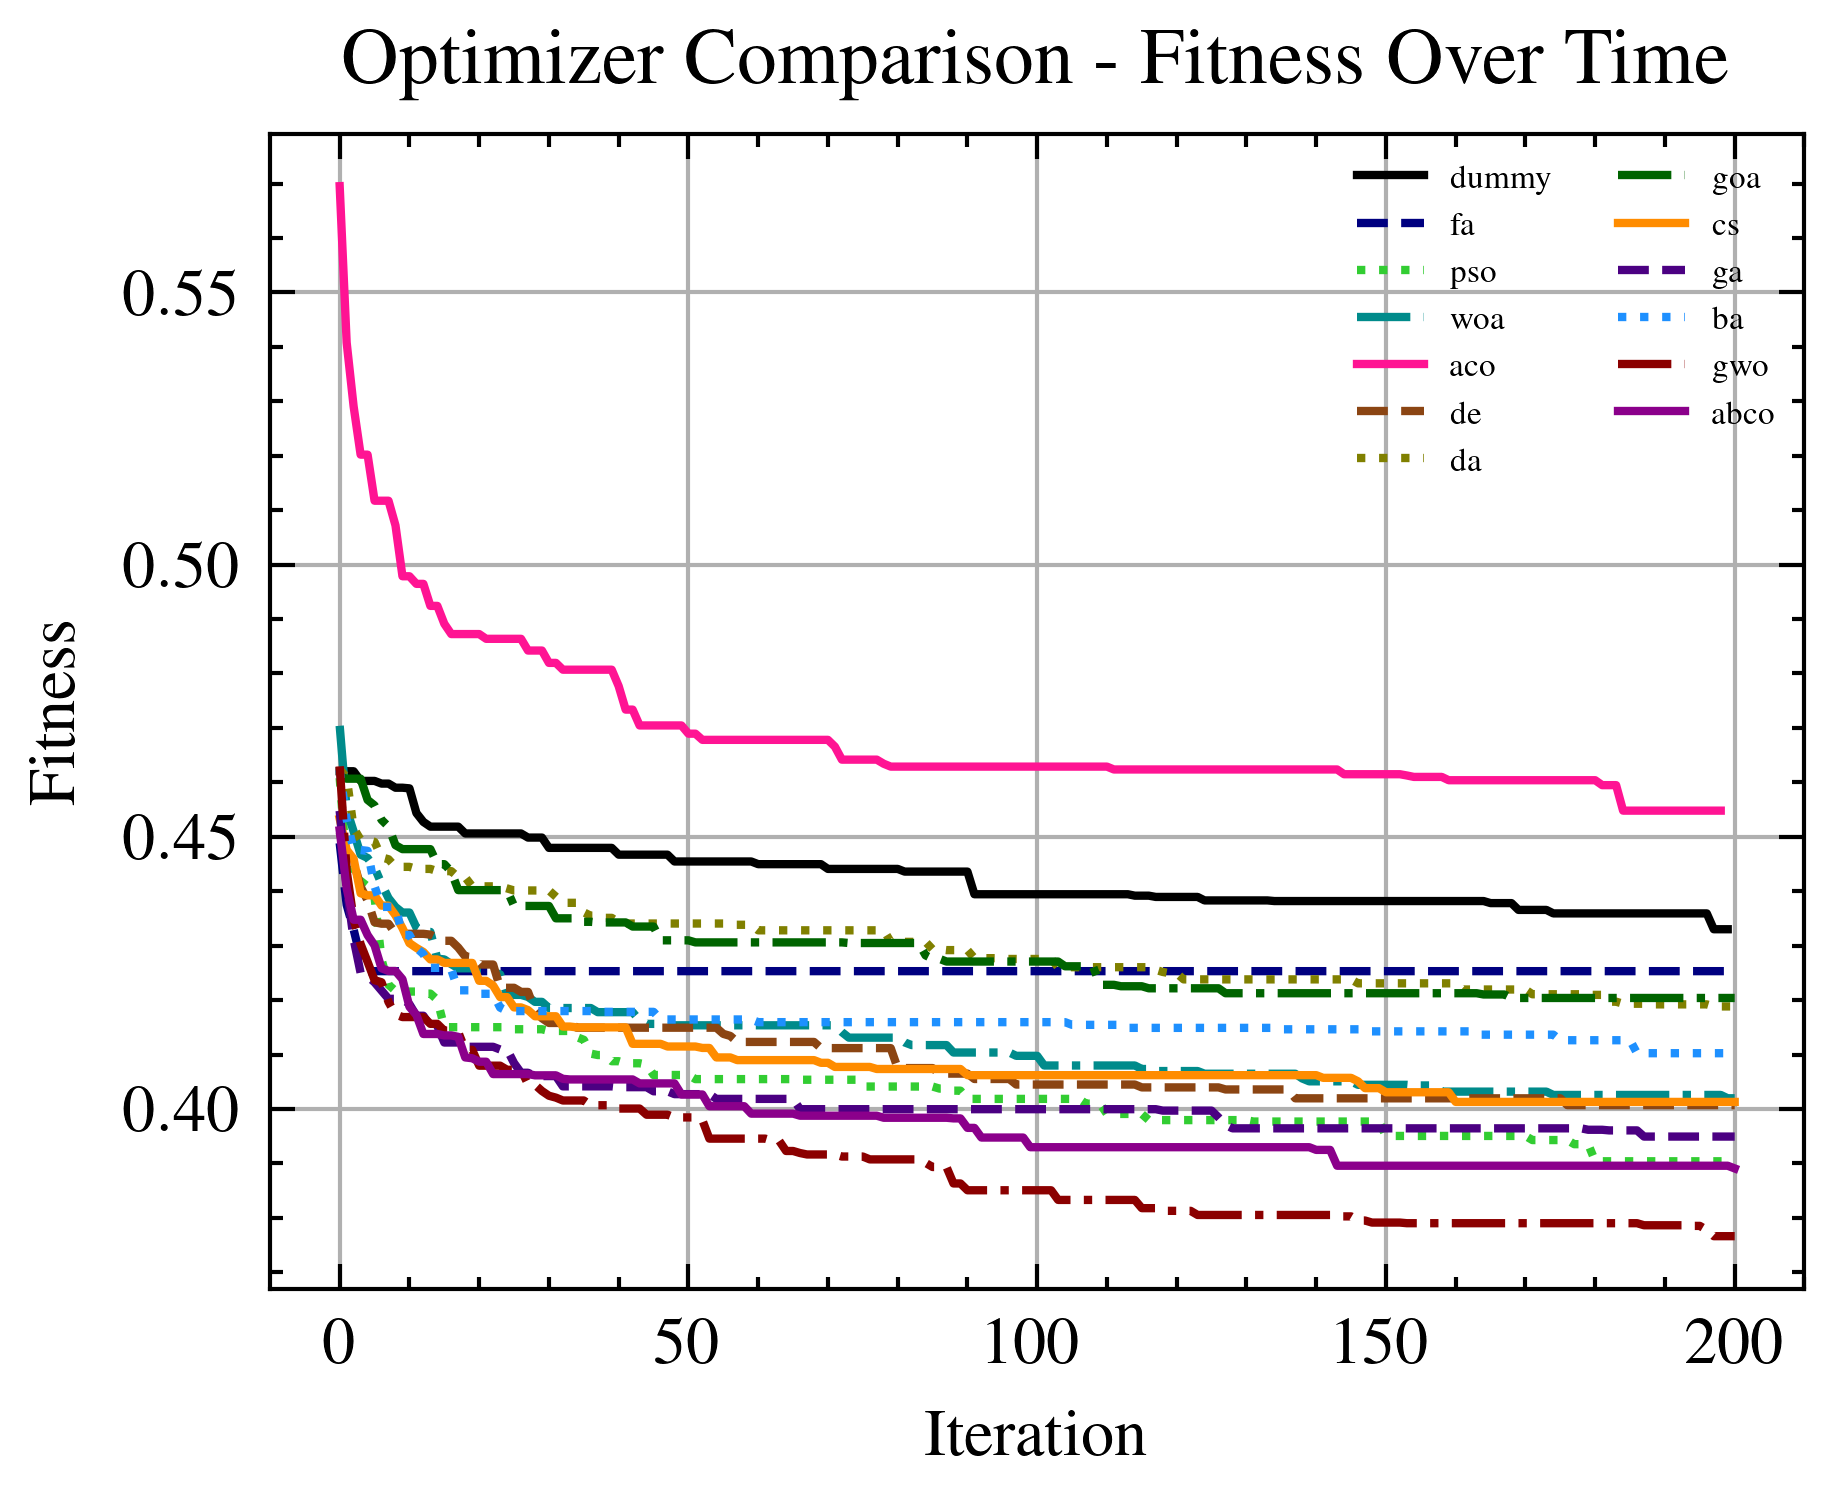 Optimizer Comparison - Fitness Over Time
dummy
fa
pso
woa
aco
de
da
goa
cs
ga
ba
gwo
abco
0.55
0.50
0.45
0.40
Fitness
0 50 100 150 200
Iteration